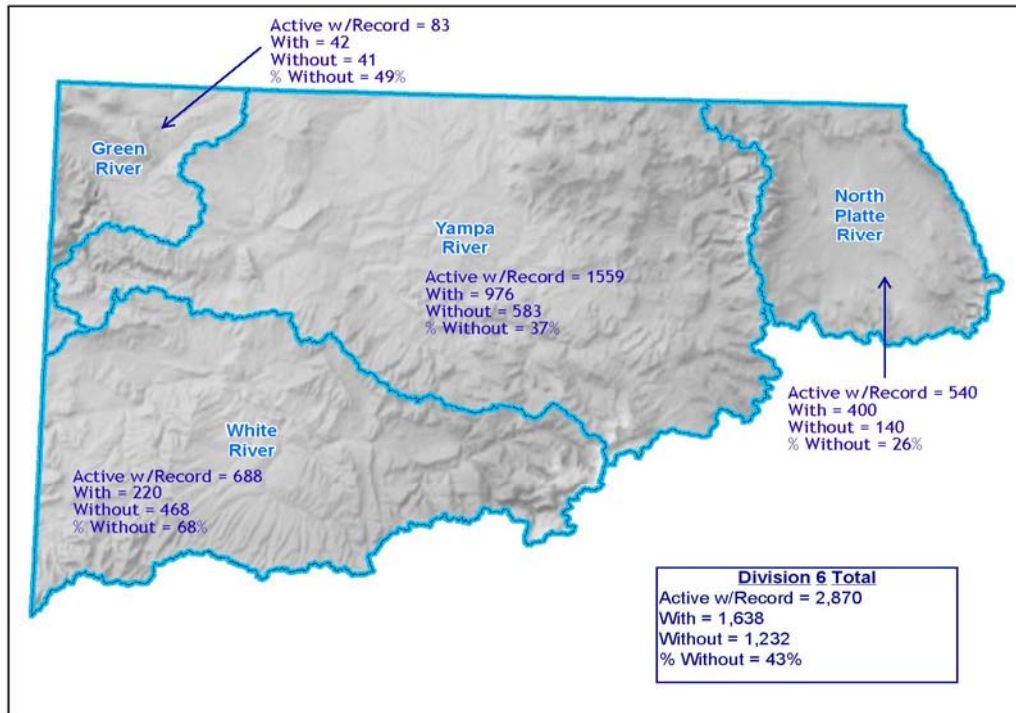 Active w/Record = 83
With = 42
Without = 41
% Without = 49%
Green
River
Yampa
River
Active w/Record = 1559
With = 976
Without = 583
% Without = 37%
North
Platte
River
Active w/Record = 540
With = 400
Without = 140
% Without = 26%
White
River
Active w/Record = 688
With = 220
Without = 468
% Without = 68%
Division 6 Total
Active w/Record = 2,870
With = 1,638
Without = 1,232
% Without = 43%